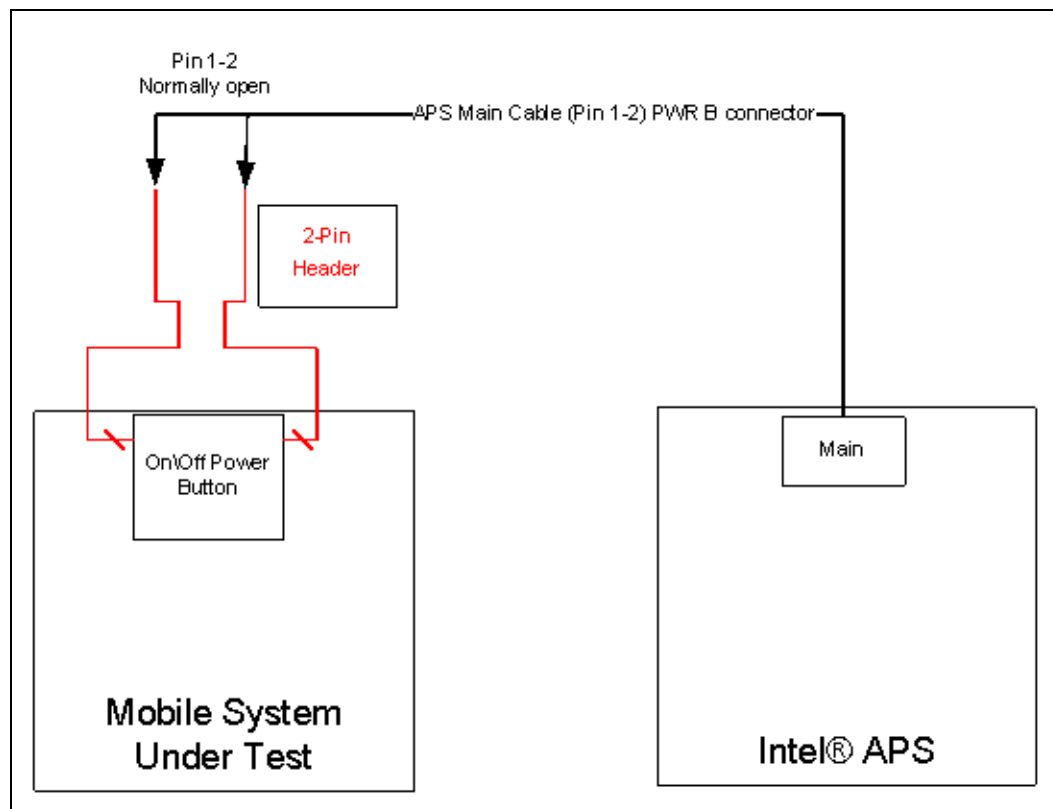 Pin 1-2
Normally open
APS Main Cable (Pin 1-2) PWR B connector
2-Pin
Header
On\Off Power
Button
Main
Mobile System
Under Test
Intel® APS